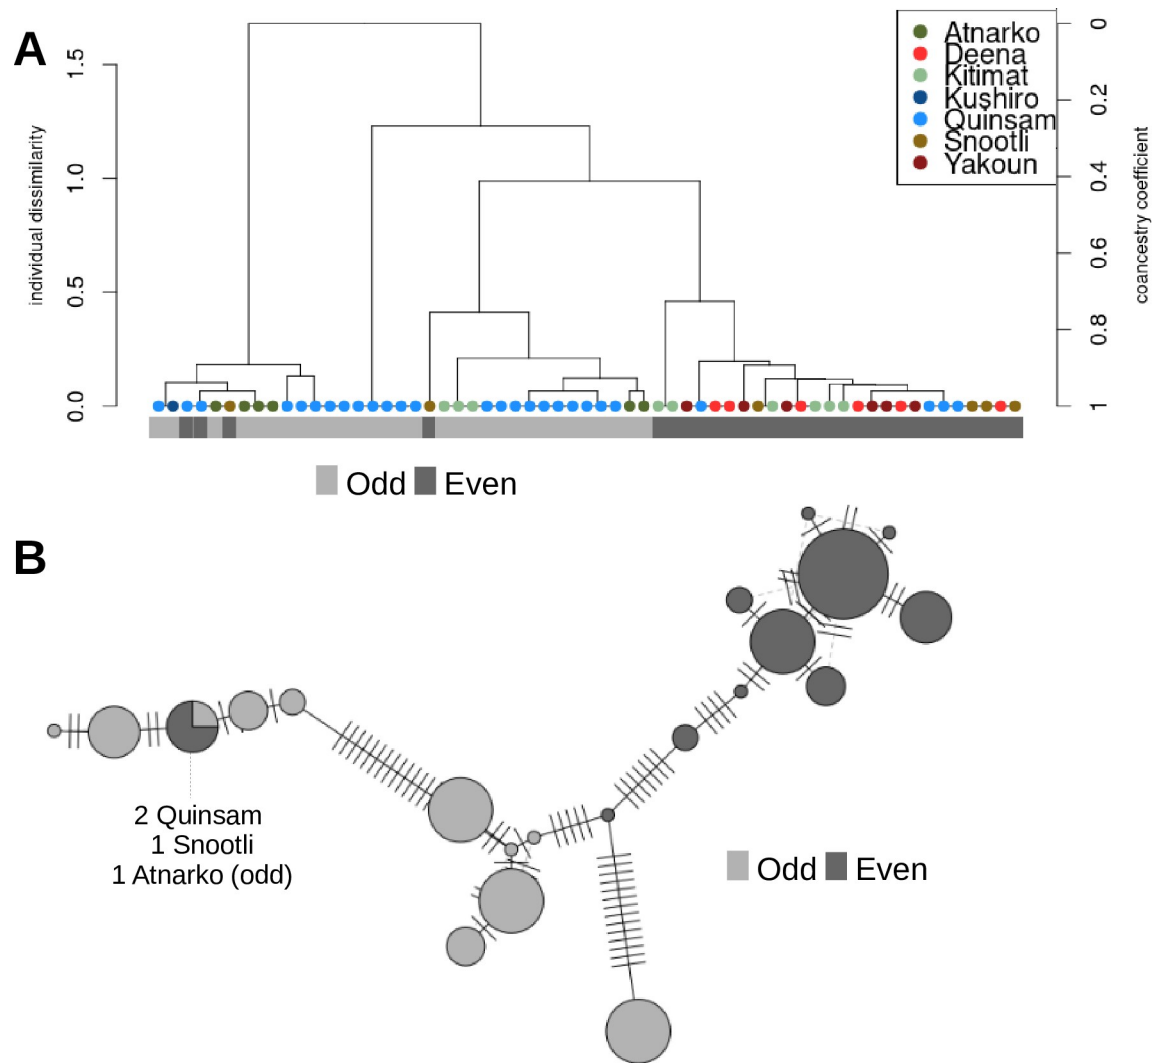 A
individual dissimilarity
1.5
1.0
0.5
0.0
Atnarko
Deena
Kitimat
Kushiro
Quinsam
Snootli
Yakoun
0
0.2
0.4
0.6
0.8
1
coancestry coefficient
Odd Even
B
2 Quinsam
1 Snootli
1 Atnarko (odd)
Odd Even